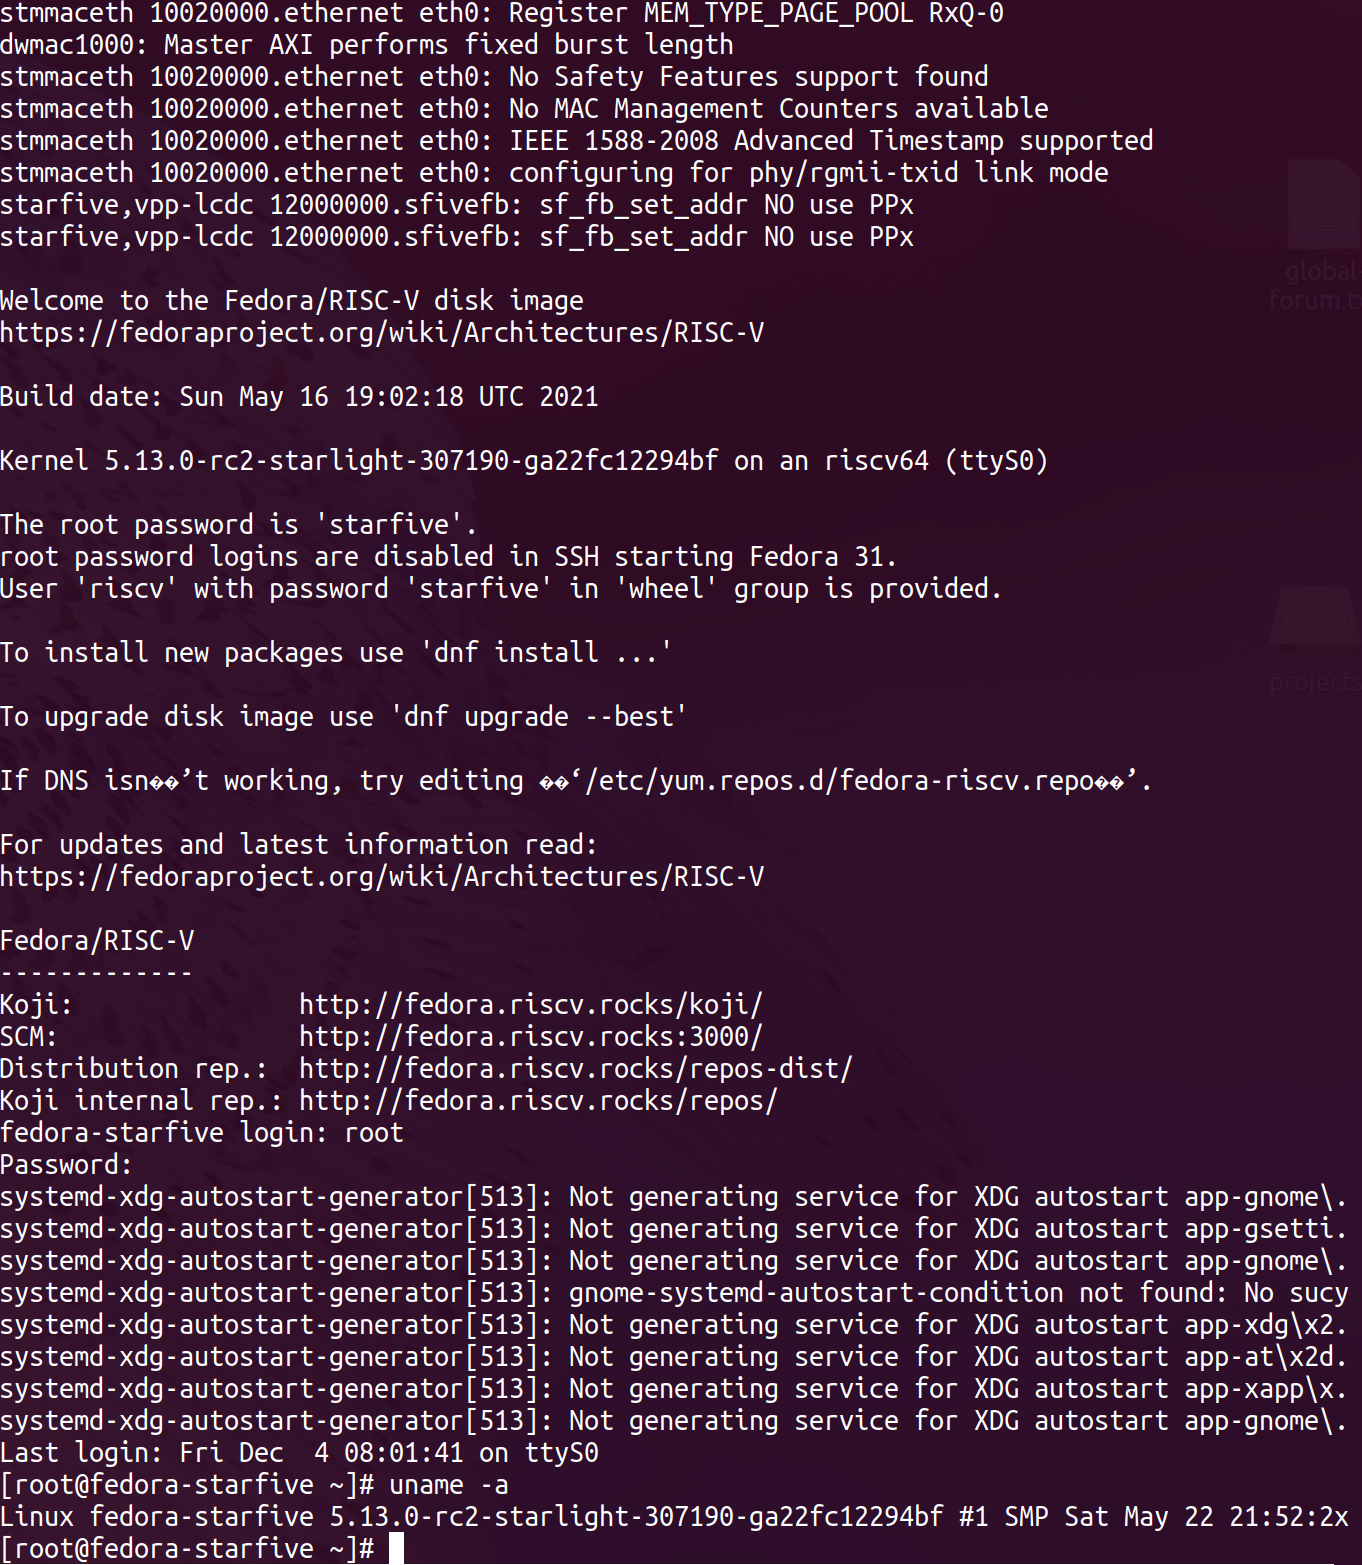 stmmaceth 10020000.ethernet eth0: Register MEM_TYPE_PAGE_POOL RxQ-0
dwmac1000: Master AXI performs fixed burst length
stmmaceth 10020000.ethernet eth0: No Safety Features support found
stmmaceth 10020000.ethernet eth0: No MAC Management Counters available
stmmaceth 10020000.ethernet eth0: IEEE 1588-2008 Advanced Timestamp supported
stmmaceth 10020000.ethernet eth0: configuring for phy/rgmii-txid link mode
starfive,vpp-lcdc 12000000.sfivefb: sf_fb_set_addr NO use PPx
starfive,vpp-lcdc 12000000.sfivefb: sf_fb_set_addr NO use PPx
Welcome to the Fedora/RISC-V disk image
https://fedoraproject.org/wiki/Architectures/RISC-V
Build date: Sun May 16 19:02:18 UTC 2021
Kernel 5.13.0-rc2-starlight-307190-ga22fc12294bf on an riscv64 (ttyS0)
The root password is 'starfive'.
root password logins are disabled in SSH starting Fedora 31.
User 'riscv' with password 'starfive' in 'wheel' group is provided.
To install new packages use 'dnf install ...'
To upgrade disk image use 'dnf upgrade --best'
If DNS isn��’t working, try editing ��‘/etc/yum.repos.d/fedora-riscv.repo��’.
For updates and latest information read:
https://fedoraproject.org/wiki/Architectures/RISC-V
Fedora/RISC-V
-------------
Koji:               http://fedora.riscv.rocks/koji/
SCM:                http://fedora.riscv.rocks:3000/
Distribution rep.:  http://fedora.riscv.rocks/repos-dist/
Koji internal rep.: http://fedora.riscv.rocks/repos/
fedora-starfive login: root
Password:
systemd-xdg-autostart-generator[513]: Not generating service for XDG autostart app-gnome\.
systemd-xdg-autostart-generator[513]: Not generating service for XDG autostart app-gsetti.
systemd-xdg-autostart-generator[513]: Not generating service for XDG autostart app-gnome\.
systemd-xdg-autostart-generator[513]: gnome-systemd-autostart-condition not found: No sucy
systemd-xdg-autostart-generator[513]: Not generating service for XDG autostart app-xdg\x2.
systemd-xdg-autostart-generator[513]: Not generating service for XDG autostart app-at\x2d.
systemd-xdg-autostart-generator[513]: Not generating service for XDG autostart app-xapp\x.
systemd-xdg-autostart-generator[513]: Not generating service for XDG autostart app-gnome\.
Last login: Fri Dec  4 08:01:41 on ttyS0
[root@fedora-starfive ~]# uname -a
Linux fedora-starfive 5.13.0-rc2-starlight-307190-ga22fc12294bf #1 SMP Sat May 22 21:52:2x
[root@fedora-starfive ~]#
global-
forum.t
projects